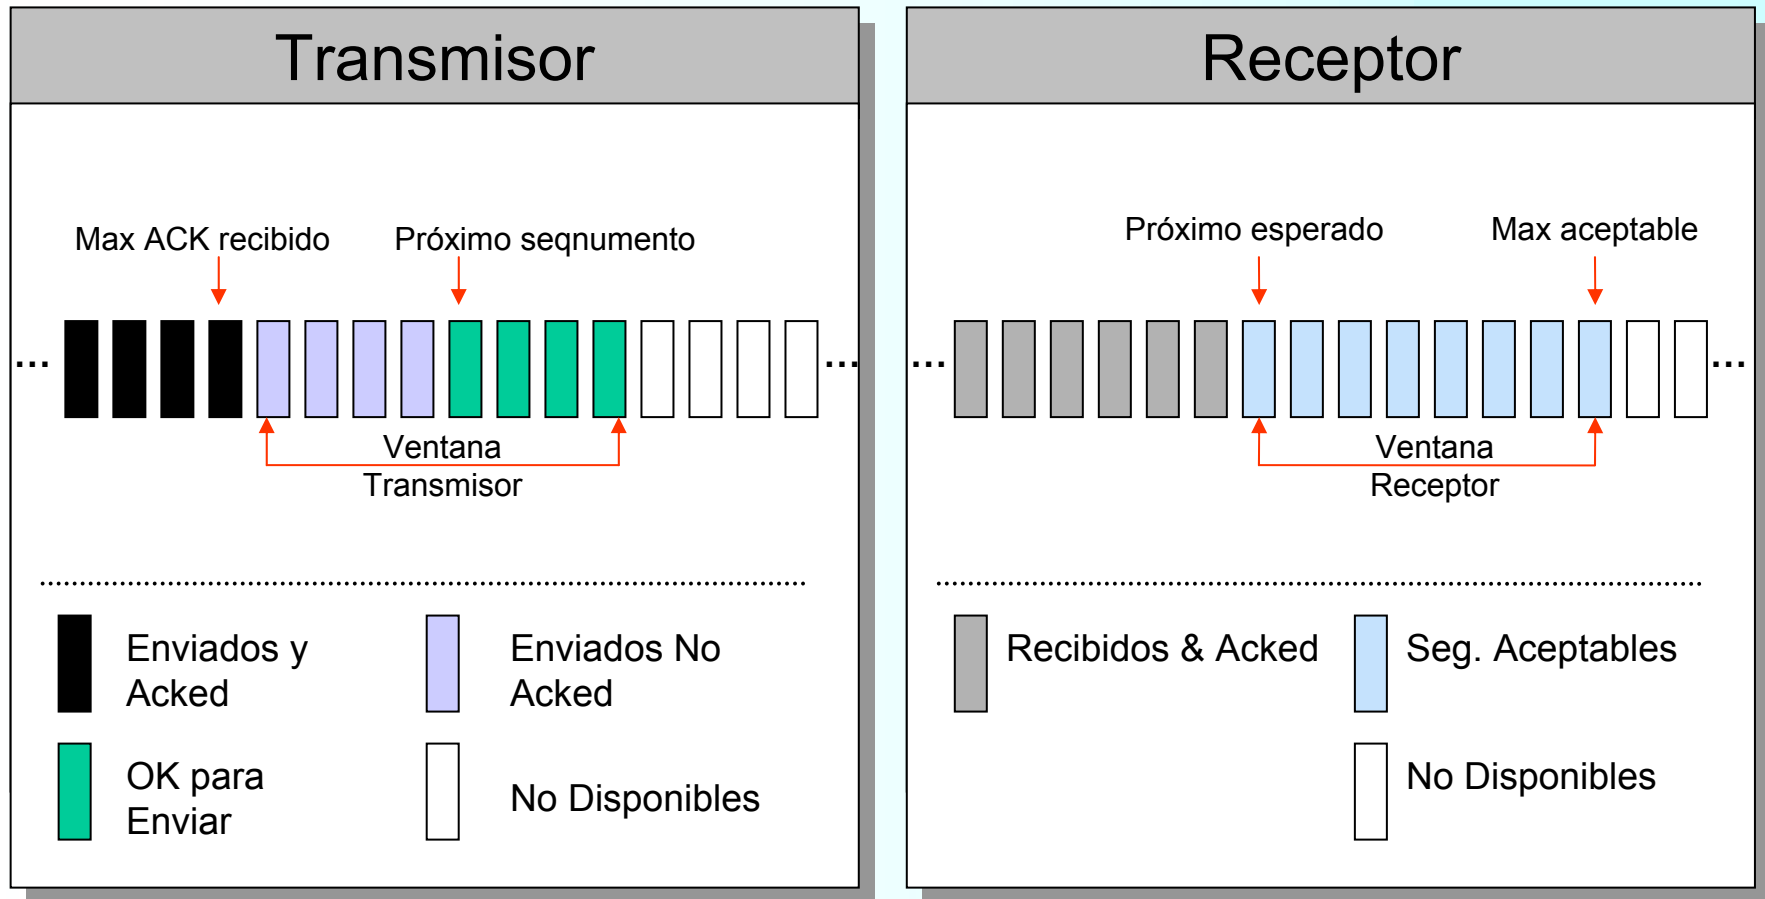 Transmisor
Max ACK recibido
Próximo seqnumento
...
...
Ventana
Transmisor
Enviados y
Acked
Enviados No
Acked
OK para
Enviar
No Disponibles
Receptor
Próximo esperado
Max aceptable
...
...
Ventana
Receptor
Recibidos & Acked
Seg. Aceptables
No Disponibles